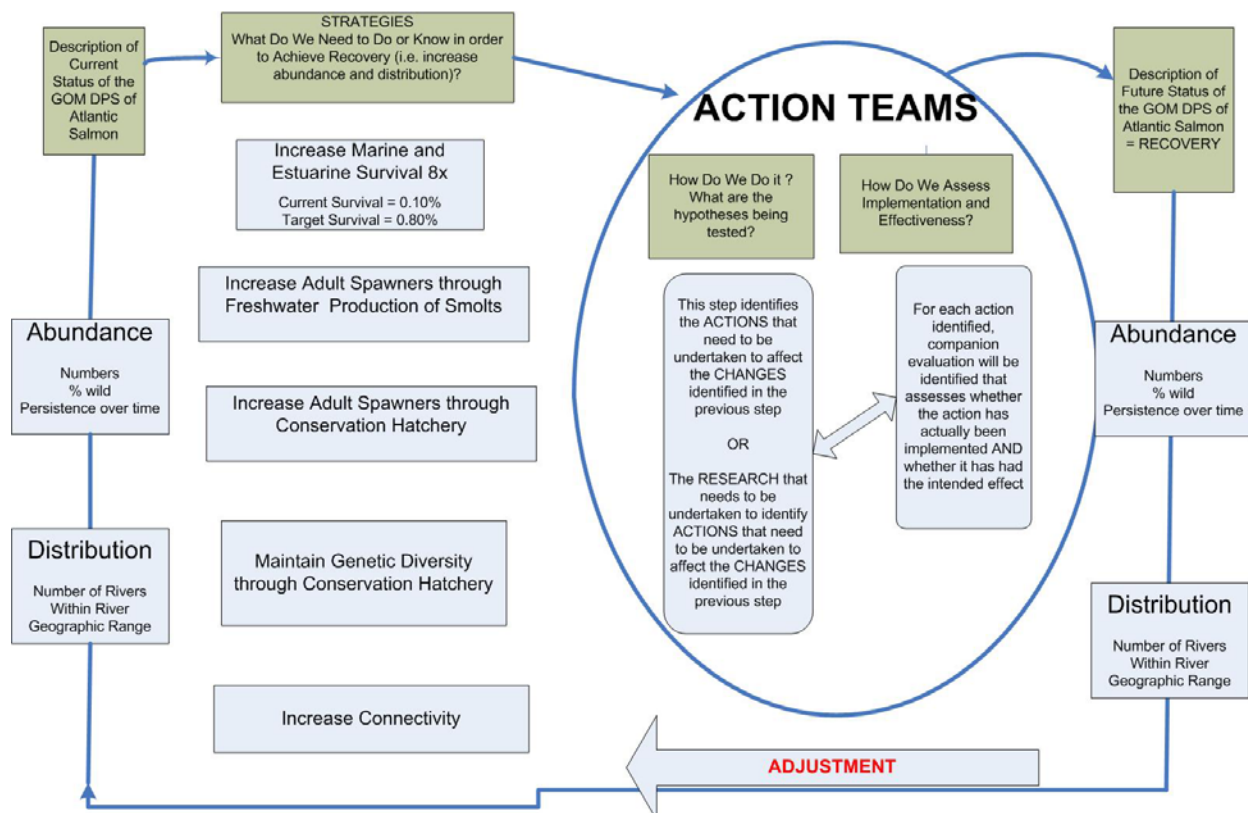 Description of
Current
Status of the
GOM DPS of
Atlantic
Salmon
Abundance
Numbers
% wild
Persistence over time
Distribution
Number of Rivers
Within River
Geographic Range
STRATEGIES
What Do We Need to Do or Know in order
to Achieve Recovery (i.e. increase
abundance and distribution)?
Increase Marine and
Estuarine Survival 8x
Current Survival = 0.10%
Target Survival = 0.80%
Increase Adult Spawners through
Freshwater Production of Smolts
Increase Adult Spawners through
Conservation Hatchery
Maintain Genetic Diversity
through Conservation Hatchery
Increase Connectivity
ACTION TEAMS
How Do We Do it ?
What are the
hypotheses being
tested?
This step identifies
the ACTIONS that
need to be
undertaken to affect
the CHANGES
identified in the
previous step
OR
The RESEARCH that
needs to be
undertaken to identify
ACTIONS that need
to be undertaken to
affect the CHANGES
identified in the
previous step
How Do We Assess
Implementation and
Effectiveness?
For each action
identified,
companion
evaluation will be
identified that
assesses whether
the action has
actually been
implemented AND
whether it has had
the intended effect
Description of
Future Status of
the GOM DPS of
Atlantic Salmon
= RECOVERY
Abundance
Numbers
% wild
Persistence over time
Distribution
Number of Rivers
Within River
Geographic Range
ADJUSTMENT